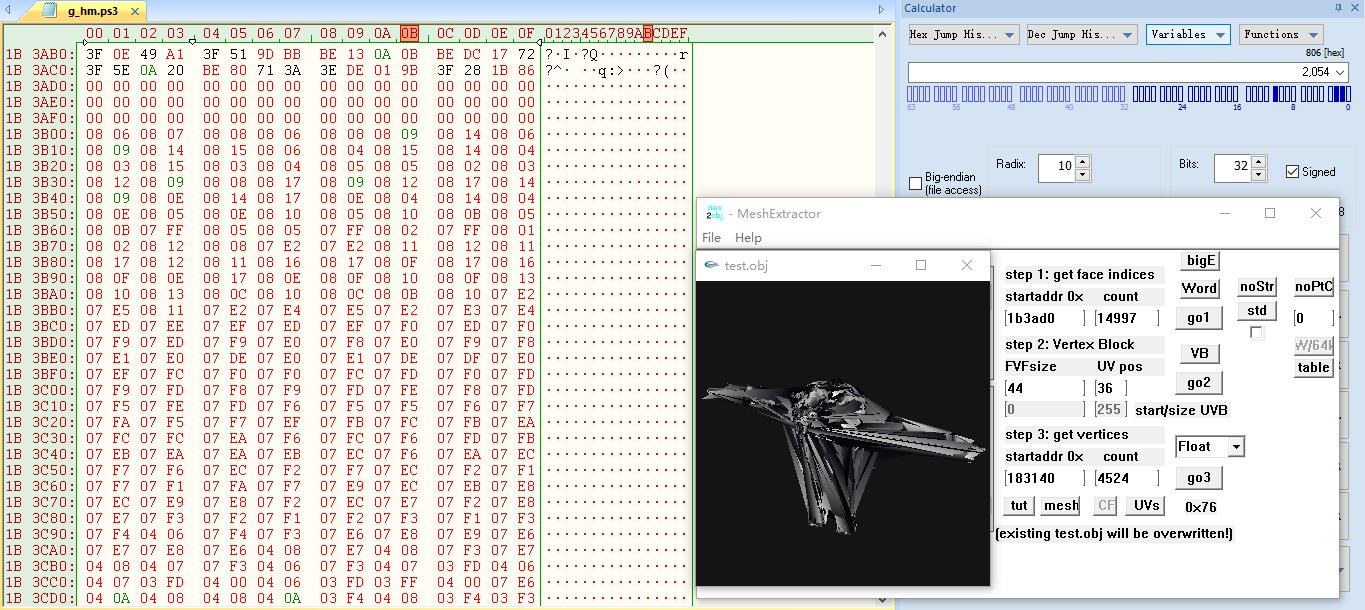 g_hm.ps3
Calculator
00 01 02 03 04 05 06 07 08 09 0A 0B 0C 0D 0E 0F 0123456789ABCDEF
1B 3AB0: 3F 0E 49 A1 3F 51 9D BB BE 13 0A 0B BE DC 17 72 ?·I·?Q·········r
1B 3AC0: 3F 5E 0A 20 BE 80 71 3A 3E DE 01 9B 3F 28 1B 86 ?^· ··q:>···?(··
1B 3AD0: 00 00 00 00 00 00 00 00 00 00 00 00 00 00 00 00 ················
1B 3AE0: 00 00 00 00 00 00 00 00 00 00 00 00 00 00 00 00 ················
1B 3AF0: 00 00 00 00 00 00 00 00 00 00 00 00 00 00 00 00 ················
1B 3B00: 08 06 08 07 08 08 08 06 08 08 08 09 08 14 08 06 ················
1B 3B10: 08 09 08 14 08 15 08 06 08 04 08 15 08 14 08 04 ················
1B 3B20: 08 03 08 15 08 03 08 04 08 05 08 05 08 02 08 03 ················
1B 3B30: 08 12 08 09 08 08 08 17 08 09 08 12 08 17 08 14 ················
1B 3B40: 08 09 08 0E 08 14 08 17 08 0E 08 04 08 14 08 04 ················
1B 3B50: 08 0E 08 05 08 0E 08 10 08 05 08 10 08 0B 08 05 ················
1B 3B60: 08 0B 07 FF 08 05 08 05 07 FF 08 02 07 FF 08 01 ················
1B 3B70: 08 02 08 12 08 08 07 E2 07 E2 08 11 08 12 08 11 ················
1B 3B80: 08 17 08 12 08 11 08 16 08 17 08 0F 08 17 08 16 ················
1B 3B90: 08 0F 08 0E 08 17 08 0E 08 0F 08 10 08 0F 08 13 ················
1B 3BA0: 08 10 08 13 08 0C 08 10 08 0C 08 0B 08 10 07 E2 ················
1B 3BB0: 07 E5 08 11 07 E2 07 E4 07 E5 07 E2 07 E3 07 E4 ················
1B 3BC0: 07 ED 07 EE 07 EF 07 ED 07 EF 07 F0 07 ED 07 F0 ················
1B 3BD0: 07 F9 07 ED 07 F9 07 E0 07 F8 07 E0 07 F9 07 F8 ················
1B 3BE0: 07 E1 07 E0 07 DE 07 E0 07 E1 07 DE 07 DF 07 E0 ················
1B 3BF0: 07 EF 07 FC 07 F0 07 F0 07 FC 07 FD 07 F0 07 FD ················
1B 3C00: 07 F9 07 FD 07 F8 07 F9 07 FD 07 FE 07 F8 07 FD ················
1B 3C10: 07 F5 07 FE 07 FD 07 F6 07 F5 07 F5 07 F6 07 F7 ················
1B 3C20: 07 FA 07 F5 07 F7 07 EF 07 FB 07 FC 07 FB 07 EA ················
1B 3C30: 07 FC 07 FC 07 EA 07 F6 07 FC 07 F6 07 FD 07 FB ················
1B 3C40: 07 EB 07 EA 07 EA 07 EB 07 EC 07 F6 07 EA 07 EC ················
1B 3C50: 07 F7 07 F6 07 EC 07 F2 07 F7 07 EC 07 F2 07 F1 ················
1B 3C60: 07 F7 07 F1 07 FA 07 F7 07 E9 07 EC 07 EB 07 E8 ················
1B 3C70: 07 EC 07 E9 07 E8 07 F2 07 EC 07 E7 07 F2 07 E8 ················
1B 3C80: 07 E7 07 F3 07 F2 07 F1 07 F2 07 F3 07 F1 07 F3 ················
1B 3C90: 07 F4 04 06 07 F4 07 F3 07 E6 07 E8 07 E9 07 E6 ················
1B 3CA0: 07 E7 07 E8 07 E6 04 08 07 E7 04 08 07 F3 07 E7 ················
1B 3CB0: 04 08 04 07 07 F3 04 06 07 F3 04 07 03 FD 04 06 ················
1B 3CC0: 04 07 03 FD 04 00 03 FD 03 FF 04 00 07 E6 ················
1B 3CD0: 04 0A 04 08 04 08 04 0A 03 F4 04 08 03 F4 03 F5
Hex Jump His...
Dec Jump His...
Variables
Functions
806 [hex]
2,054
63 56 48 40 32 24 16 8 0
Big-endian (file access)
Radix: 10
Bits: 32
Signed
Hex 2obj - MeshExtractor
File Help
test.obj
step 1: get face indices
startaddr 0x count
1b3ad0 14997
step 2: Vertex Block
FVFsize UV pos
44 36
0 255 start/size UVB
step 3: get vertices
startaddr 0x count
183140 4524
tut mesh CF UVs
(existing test.obj will be overwritten!)
bigE
Word
go1
VB
go2
Float
go3
0x76
noStr
std
noPtC
0
table